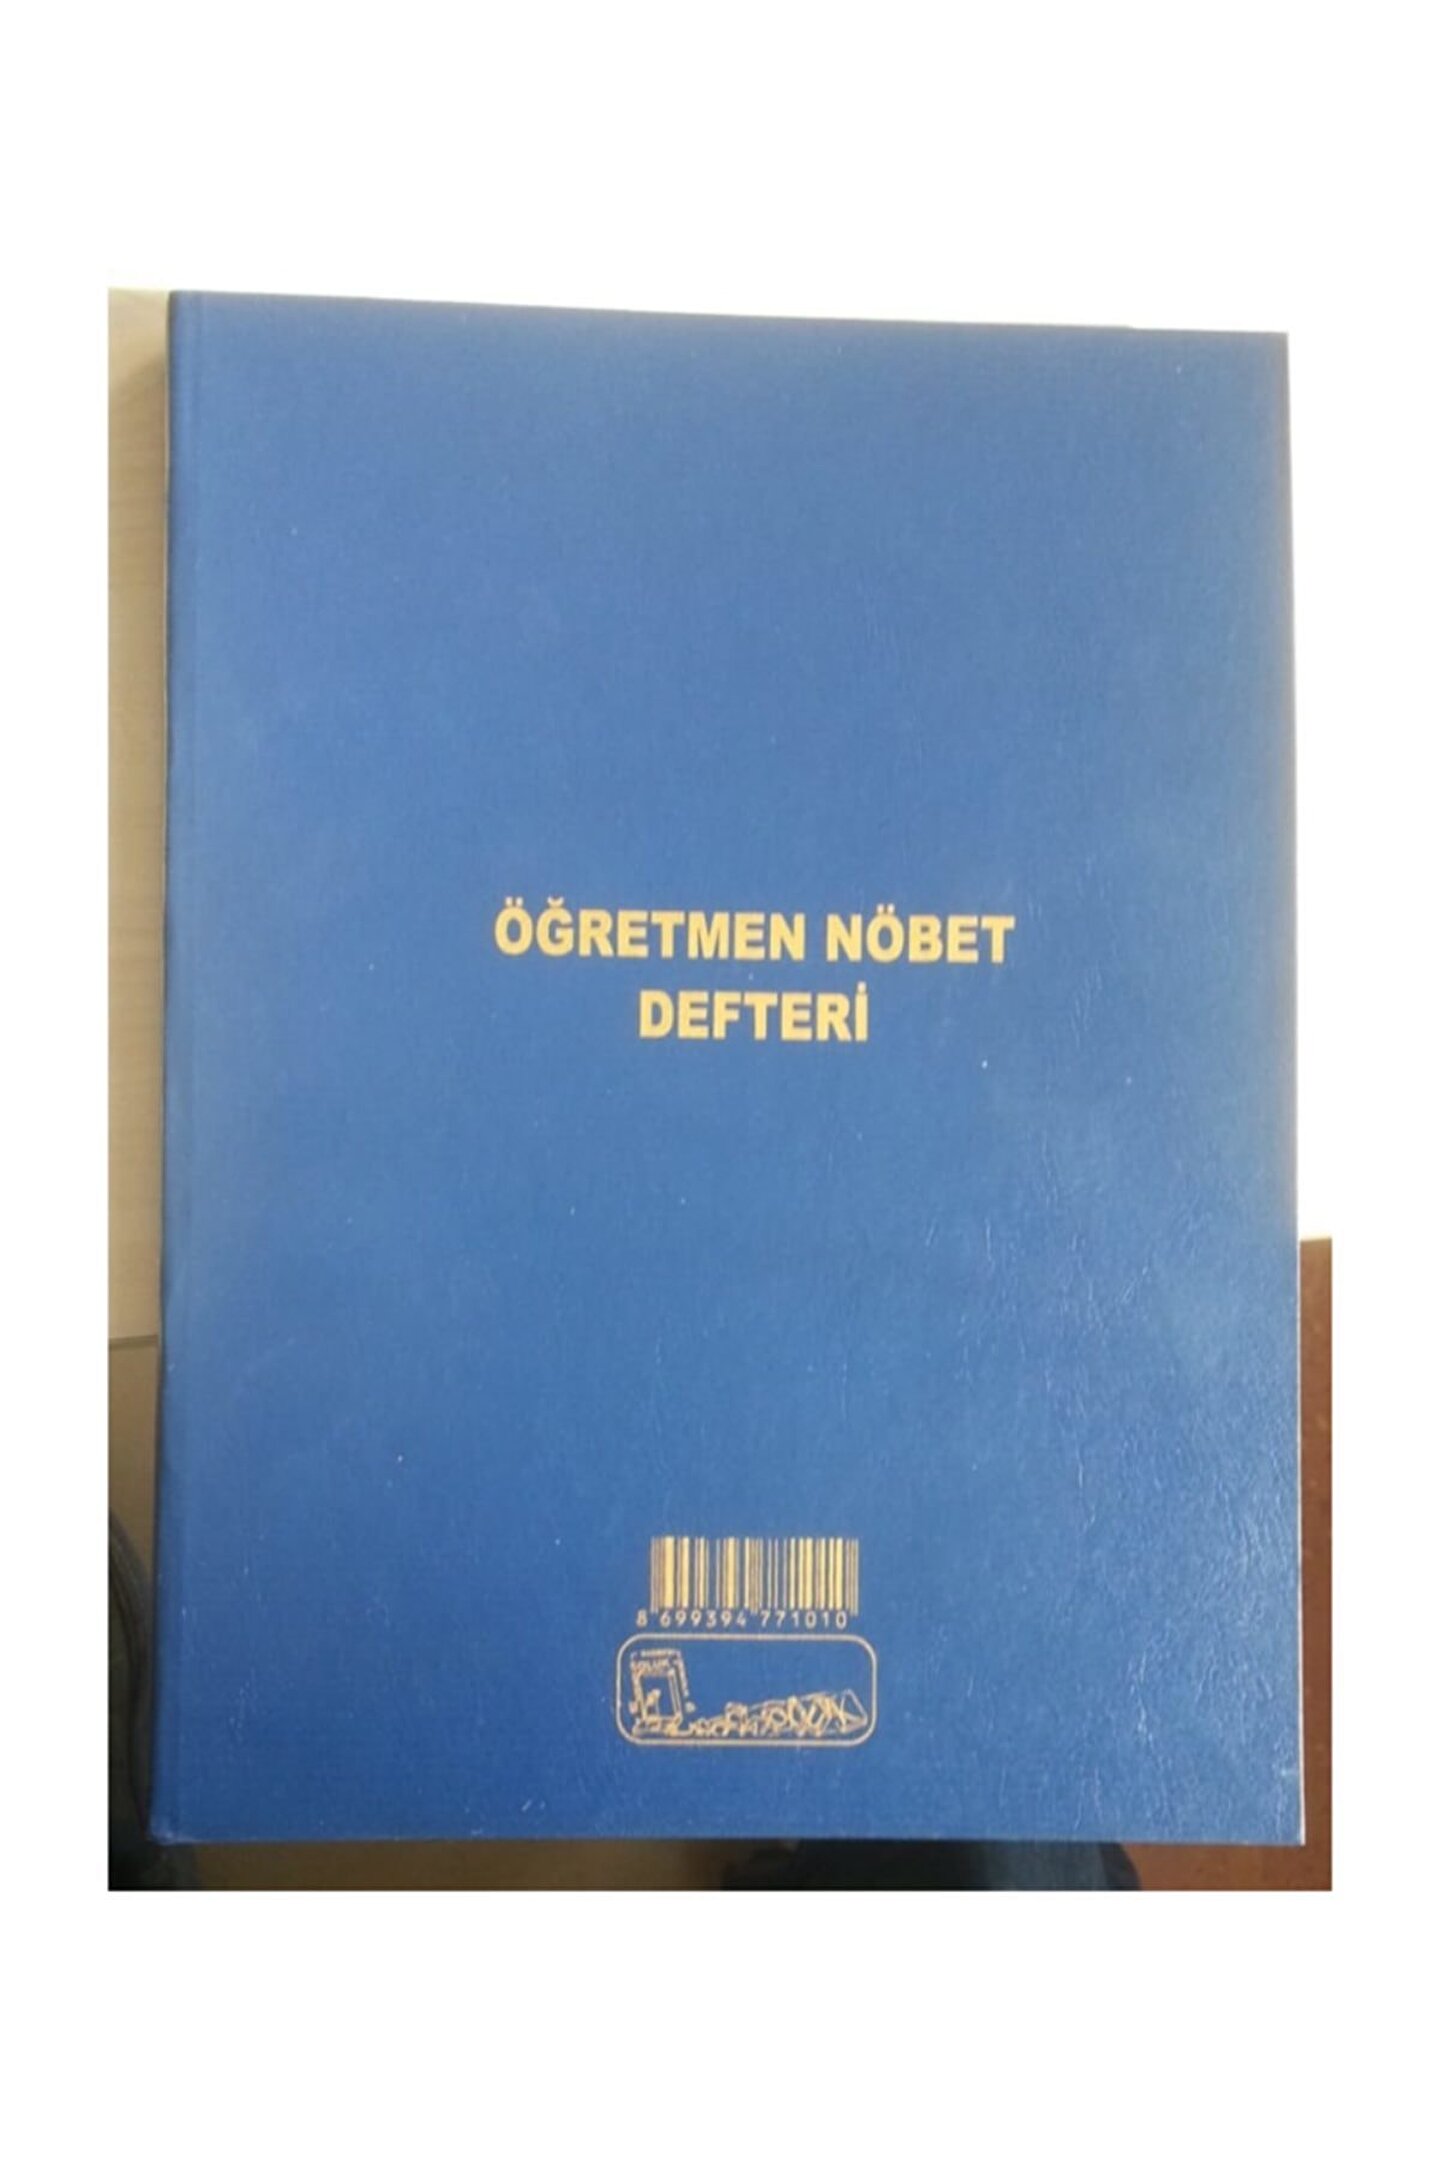 ÖĞRETMEN NÖBET
DEFTERİ
8 699394 771010